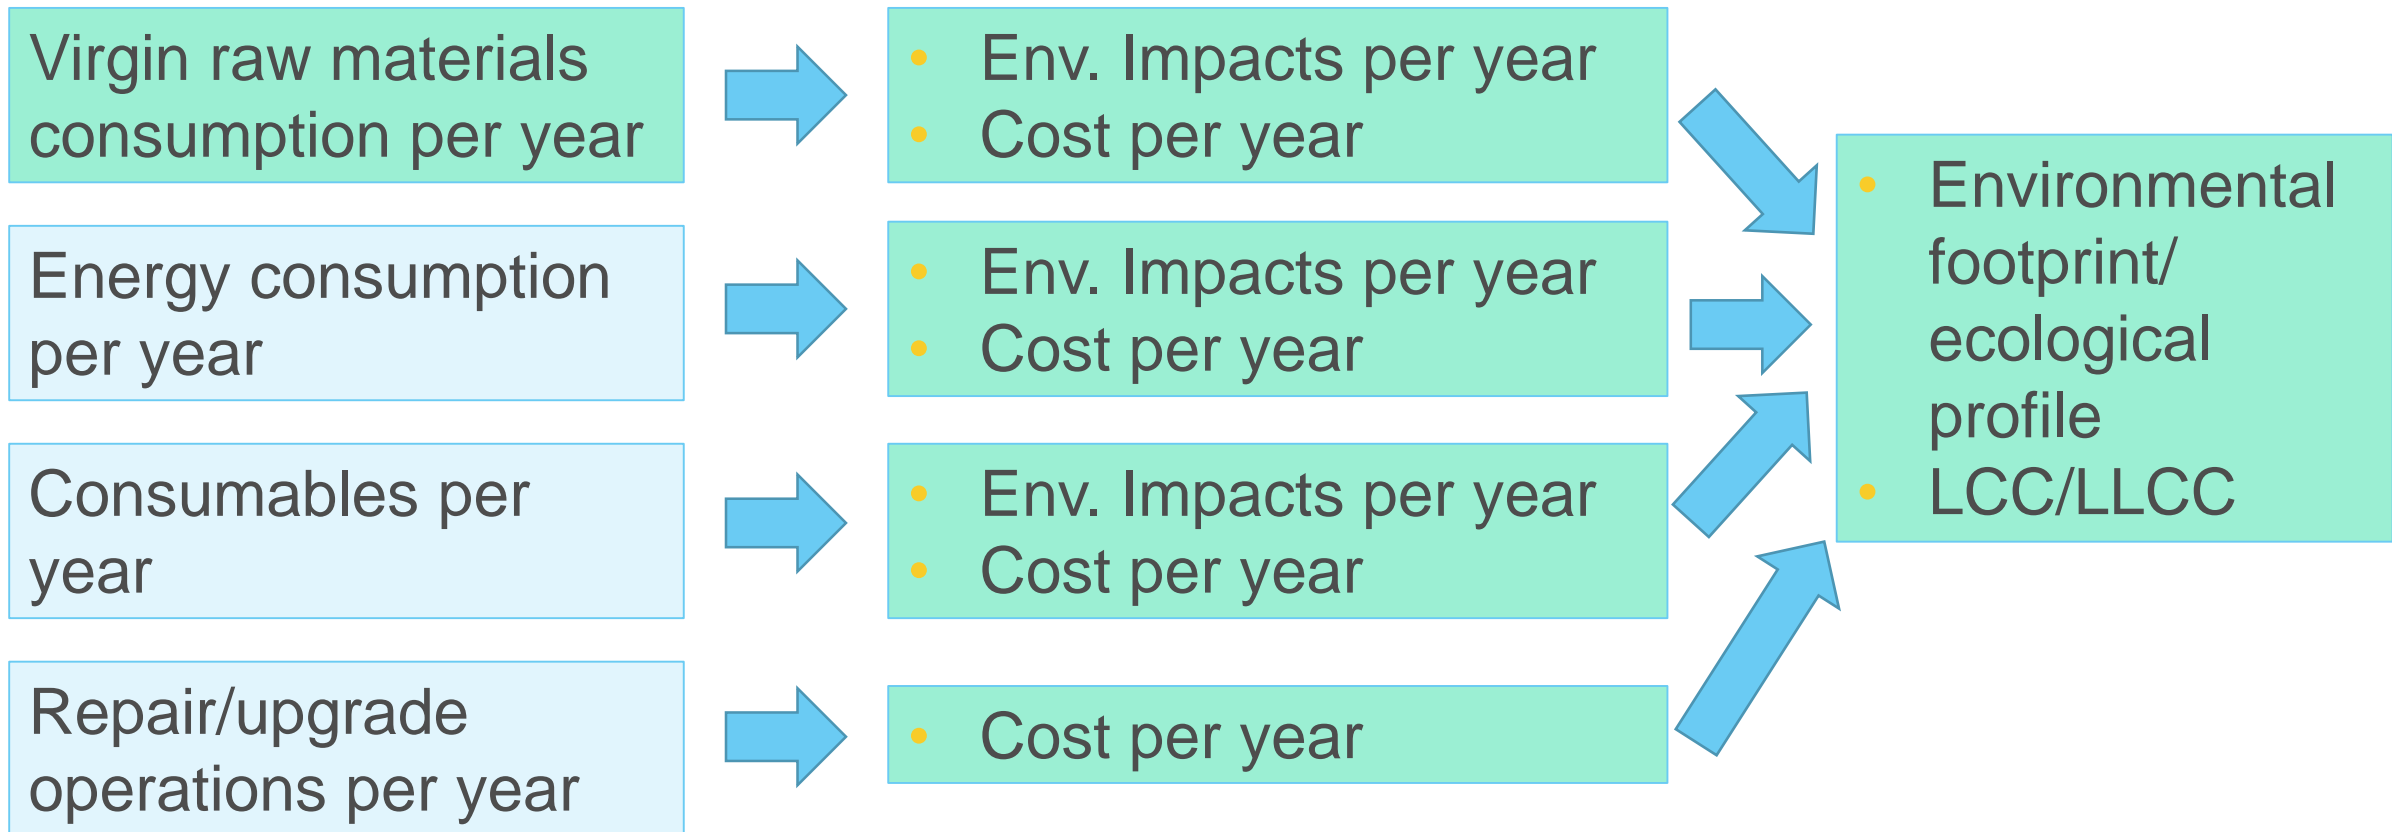 Virgin raw materials
consumption per year
• Env. Impacts per year
• Cost per year
Energy consumption
per year
• Env. Impacts per year
• Cost per year
Consumables per
year
• Env. Impacts per year
• Cost per year
Repair/upgrade
operations per year
• Cost per year
• Environmental
footprint/
ecological
profile
• LCC/LLCC